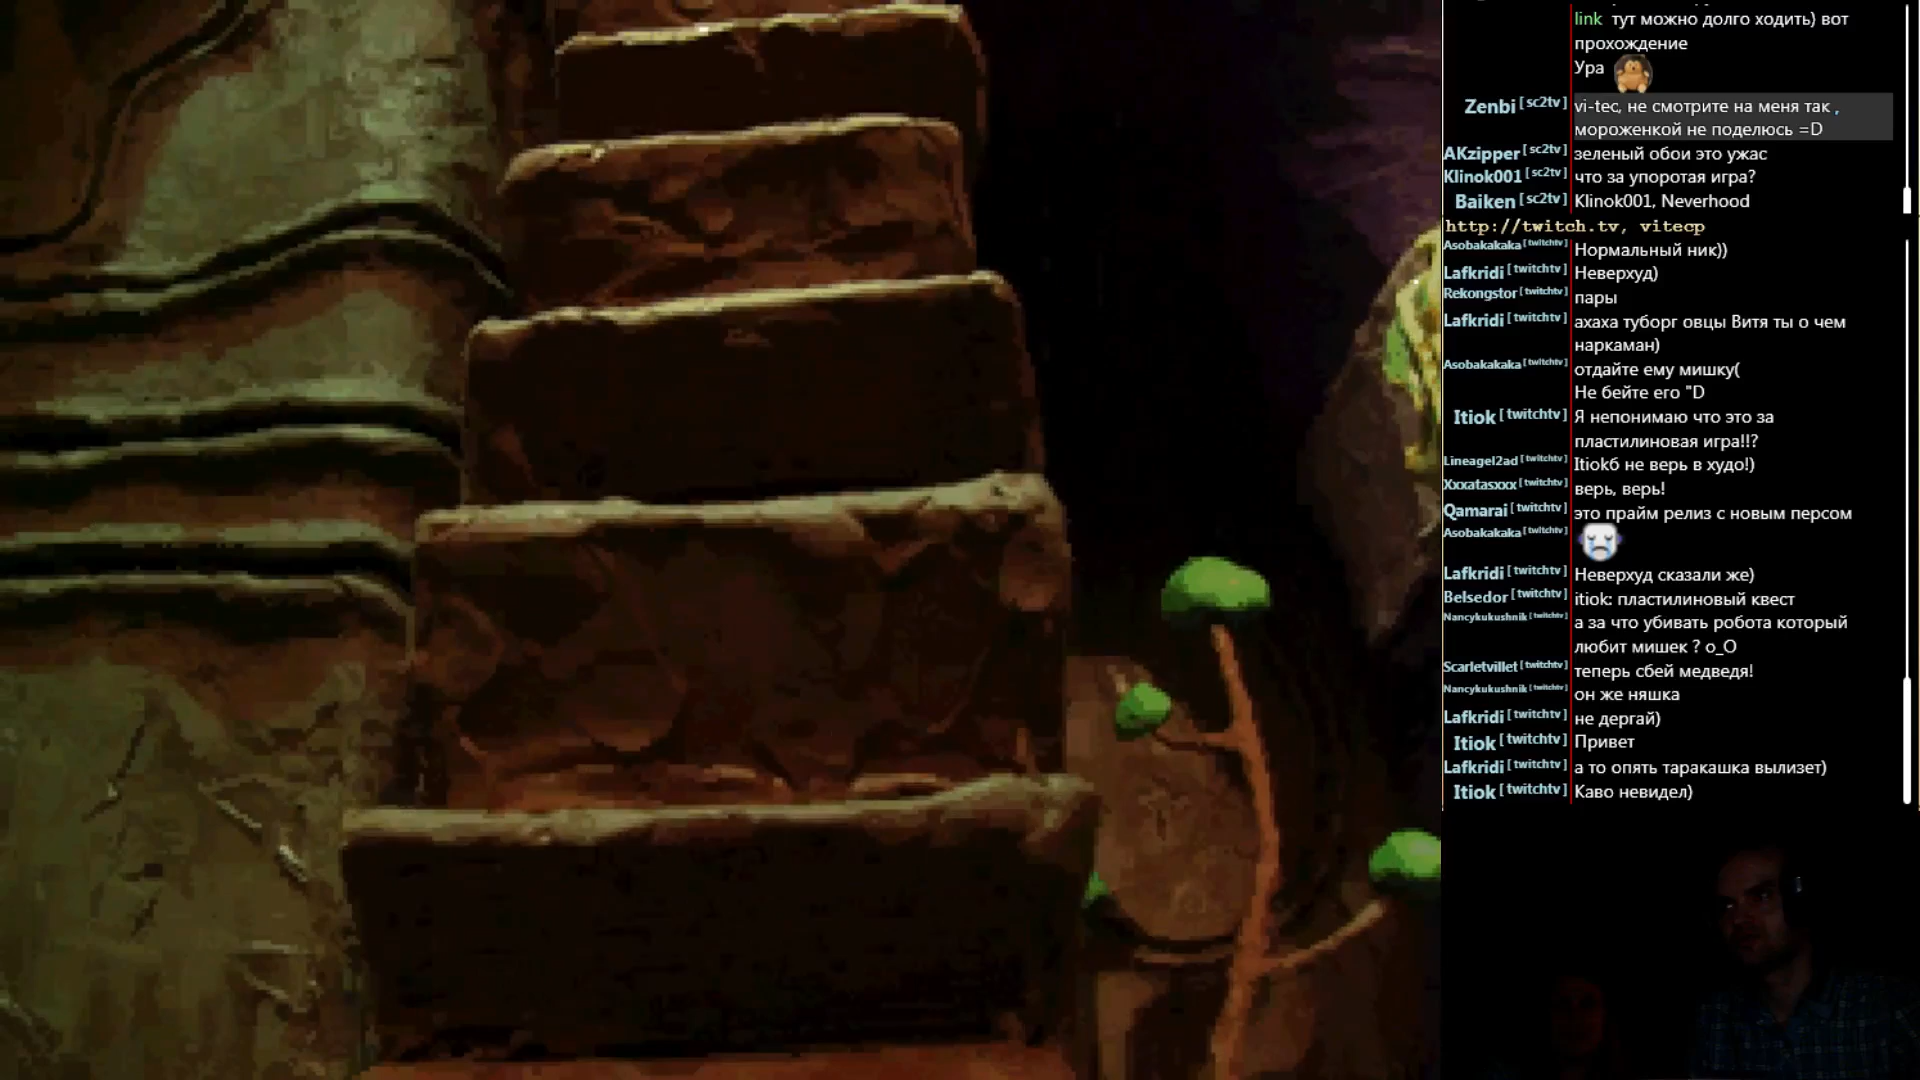 link тут можно долго ходить) вот
прохождение
Ура
Zenbi [sc2tv] vi-tec, не смотрите на меня так ,
мороженкой не поделюсь =D
AKzipper [sc2tv] зеленый обои это ужас
Klinok001 [sc2tv] что за упоротая игра?
Baiken [sc2tv] Klinok001, Neverhood
http://twitch.tv, vitecp
Asobakakaka [twitchtv] Нормальный ник))
Lafkridi [twitchtv] Неверхуд)
Rekongstor [twitchtv] пары
Lafkridi [twitchtv] ахаха туборг овцы Витя ты о чем
наркаман)
Asobakakaka [twitchtv] отдайте ему мишку(
Не бейте его "D
Itiok [twitchtv] Я непонимаю что это за
пластилиновая игра!!?
Lineagel2ad [twitchtv] Itiokб не верь в худо!)
Xxxatasxxx [twitchtv] верь, верь!
Qamarai [twitchtv] это прайм релиз с новым персом
Asobakakaka [twitchtv]
Lafkridi [twitchtv] Неверхуд сказали же)
Belsedor [twitchtv] itiok: пластилиновый квест
Nancykukushnik [twitchtv] а за что убивать робота который
любит мишек ? о_О
Scarletvillet [twitchtv] теперь сбей медведя!
Nancykukushnik [twitchtv] он же няшка
Lafkridi [twitchtv] не дергай)
Itiok [twitchtv] Привет
Lafkridi [twitchtv] а то опять таракашка вылизет)
Itiok [twitchtv] Каво невидел)